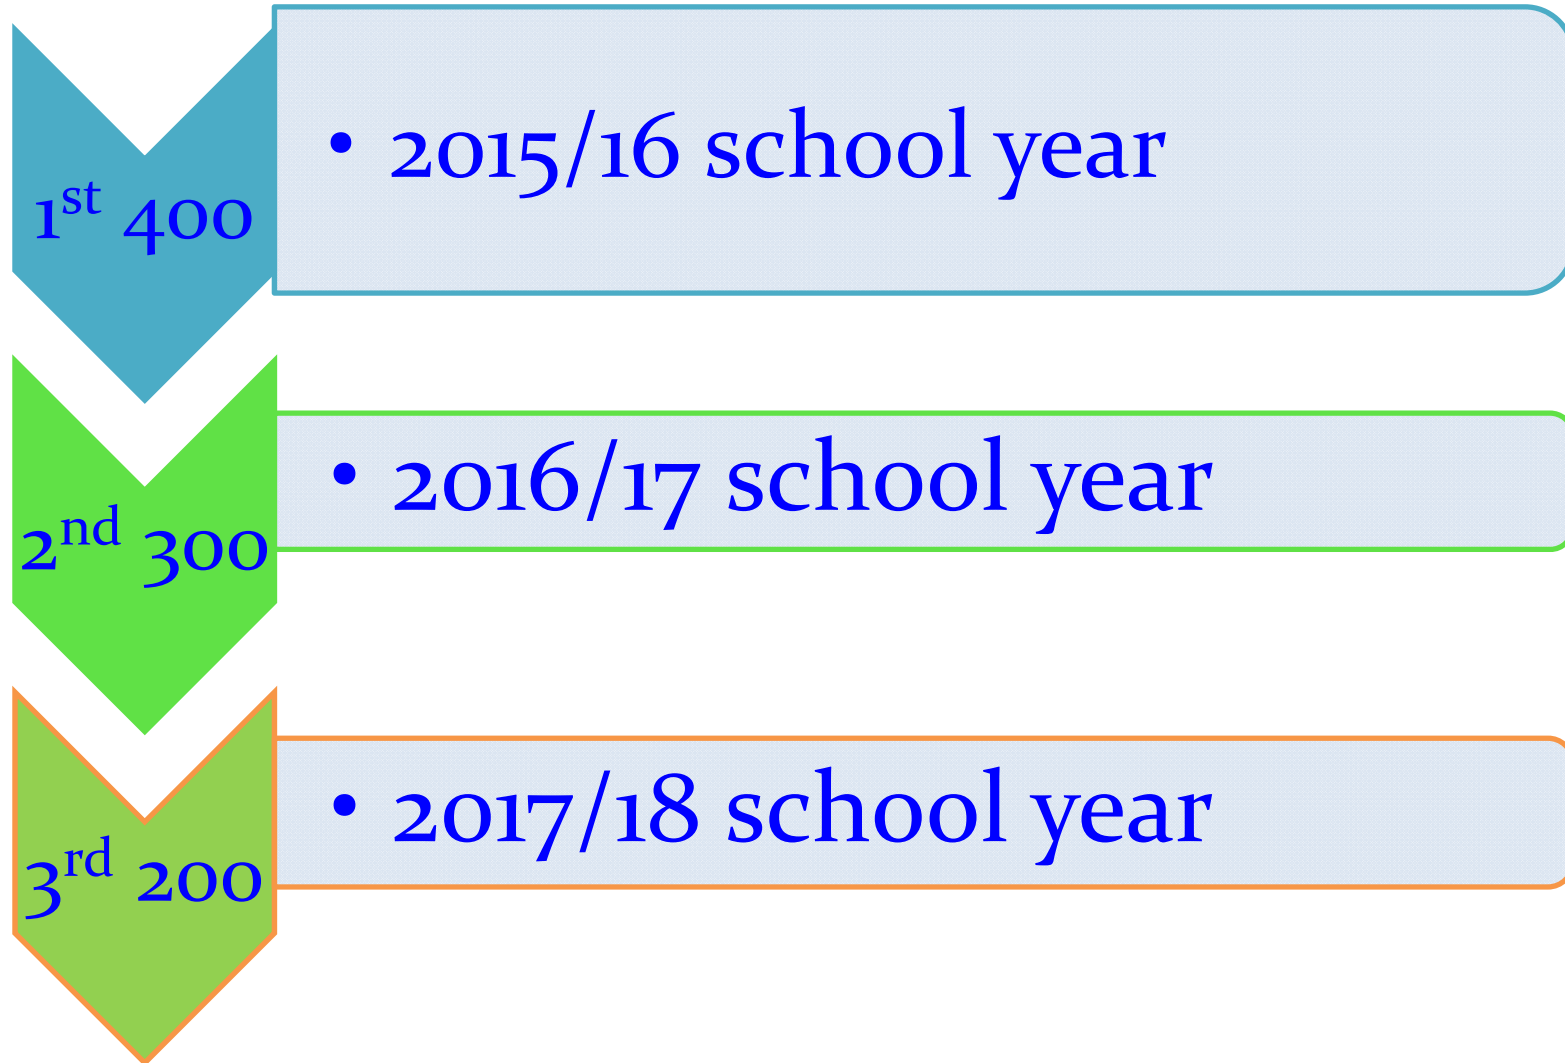 1st 400
• 2015/16 school year
2nd 300
• 2016/17 school year
3rd 200
• 2017/18 school year